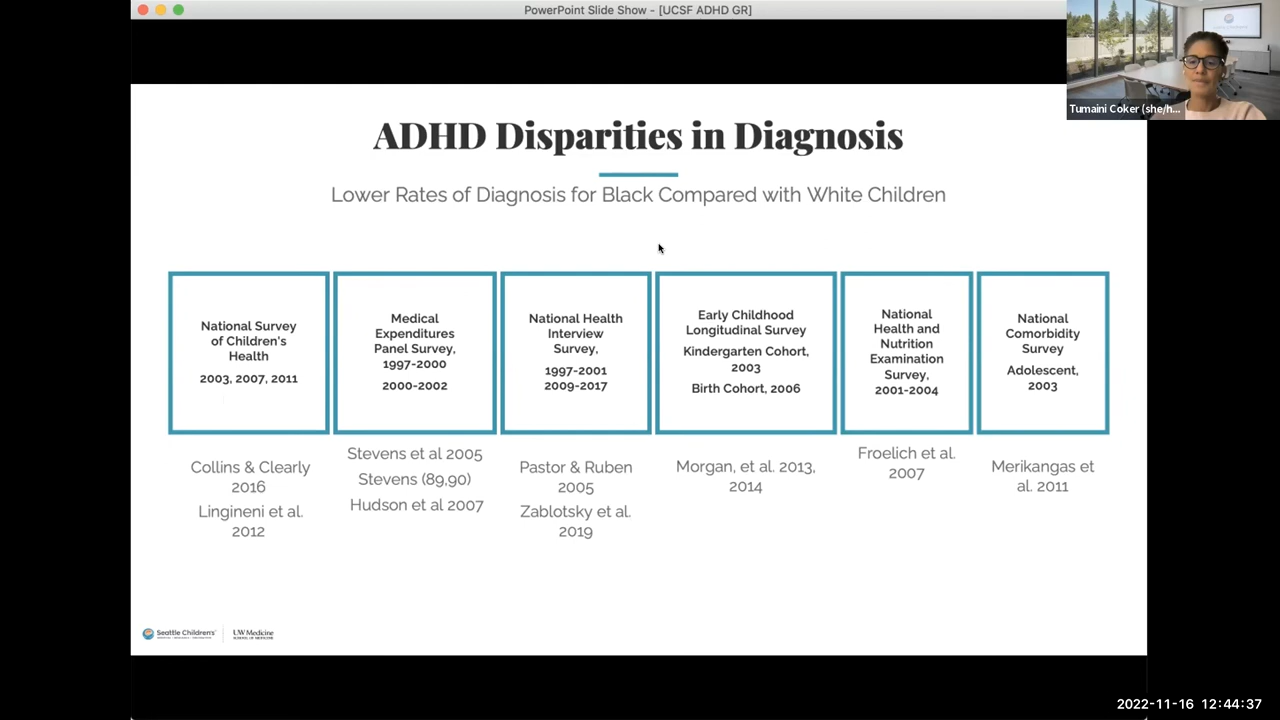 PowerPoint Slide Show - [UCSF ADHD GR]
Tumaini Coker (she/h...
ADHD Disparities in Diagnosis
Lower Rates of Diagnosis for Black Compared with White Children
National Survey
of Children's
Health
2003, 2007, 2011
Medical
Expenditures
Panel Survey,
1997-2000
2000-2002
National Health
Interview
Survey,
1997-2001
2009-2017
Early Childhood
Longitudinal Survey
Kindergarten Cohort,
2003
Birth Cohort, 2006
National
Health and
Nutrition
Examination
Survey,
2001-2004
National
Comorbidity
Survey
Adolescent,
2003
Collins & Clearly
2016
Lingineni et al.
2012
Stevens et al 2005
Stevens (89,90)
Hudson et al 2007
Pastor & Ruben
2005
Zablotsky et al.
2019
Morgan, et al. 2013,
2014
Froelich et al.
2007
Merikangas et
al. 2011
Seattle Children's
UW Medicine
SCHOOL OF MEDICINE
2022-11-16 12:44:37